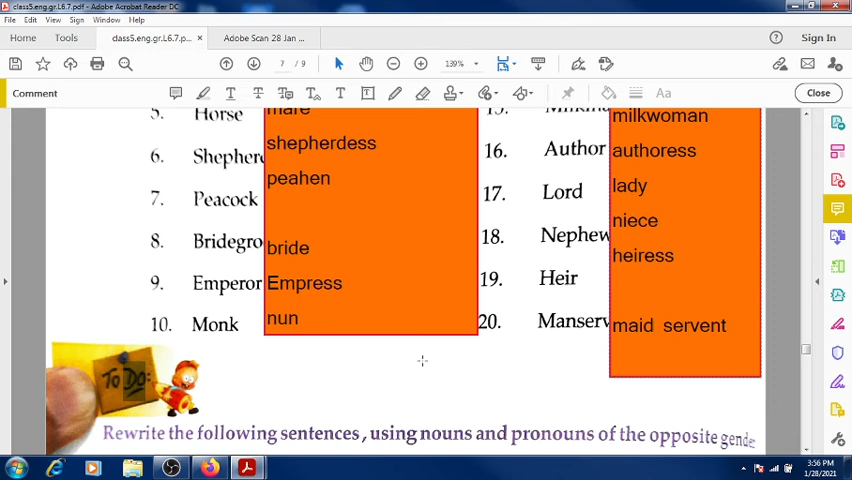 class5.eng.gr.L6.7.pdf - Adobe Acrobat Reader DC
File Edit View Sign Window Help
Home Tools class5.eng.gr.L6.7.p... × Adobe Scan 28 Jan ... Sign In
7 / 9 139%
Comment Close
5. Horse mare
6. Shepher shepherdess
7. Peacock peahen
8. Bridegro bride
9. Emperor Empress
10. Monk nun
milkwoman
16. Author authoress
17. Lord lady
18. Nephew niece
19. Heir heiress
20. Manserv maid servent
To Do:
Rewrite the following sentences, using nouns and pronouns of the opposite gende
3:56 PM
1/28/2021